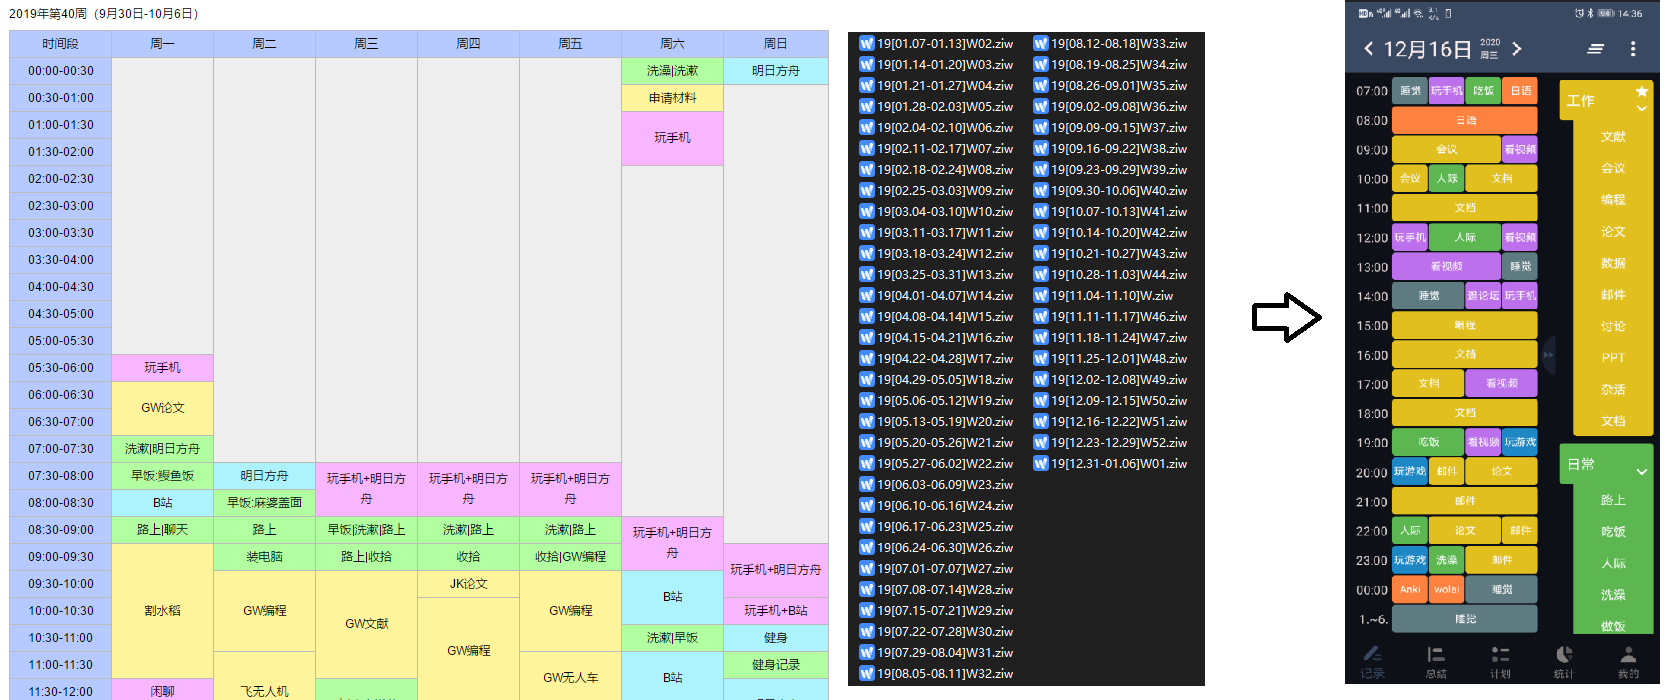 2019年第40周（9月30日-10月6日）
时间段 周一 周二 周三 周四 周五 周六 周日
00:00-00:30 洗澡|洗漱 明日方舟
00:30-01:00 申请材料
01:00-01:30
玩手机
01:30-02:00
02:00-02:30
02:30-03:00
03:00-03:30
03:30-04:00
04:00-04:30
04:30-05:00
05:00-05:30
05:30-06:00 玩手机
06:00-06:30
GW论文
06:30-07:00
07:00-07:30 洗漱|明日方舟
07:30-08:00 早饭:鳗鱼饭 明日方舟 玩手机+明日方舟 玩手机+明日方舟 玩手机+明日方舟
08:00-08:30 B站 早饭:麻婆盖面
08:30-09:00 路上|聊天 路上 早饭|洗漱|路上 洗漱|路上 洗漱|路上 玩手机+明日方舟
09:00-09:30 装电脑 路上|收拾 收拾 收拾|GW编程 玩手机+明日方舟
09:30-10:00 JK论文
10:00-10:30 割水稻 GW编程 GW文献 GW编程 B站 玩手机+B站
10:30-11:00 GW编程 洗漱|早饭 健身
11:00-11:30 健身记录
11:30-12:00 闲聊 飞无人机 GW无人车 B站
19[01.07-01.13]W02.ziw
19[01.14-01.20]W03.ziw
19[01.21-01.27]W04.ziw
19[01.28-02.03]W05.ziw
19[02.04-02.10]W06.ziw
19[02.11-02.17]W07.ziw
19[02.18-02.24]W08.ziw
19[02.25-03.03]W09.ziw
19[03.04-03.10]W10.ziw
19[03.11-03.17]W11.ziw
19[03.18-03.24]W12.ziw
19[03.25-03.31]W13.ziw
19[04.01-04.07]W14.ziw
19[04.08-04.14]W15.ziw
19[04.15-04.21]W16.ziw
19[04.22-04.28]W17.ziw
19[04.29-05.05]W18.ziw
19[05.06-05.12]W19.ziw
19[05.13-05.19]W20.ziw
19[05.20-05.26]W21.ziw
19[05.27-06.02]W22.ziw
19[06.03-06.09]W23.ziw
19[06.10-06.16]W24.ziw
19[06.17-06.23]W25.ziw
19[06.24-06.30]W26.ziw
19[07.01-07.07]W27.ziw
19[07.08-07.14]W28.ziw
19[07.15-07.21]W29.ziw
19[07.22-07.28]W30.ziw
19[07.29-08.04]W31.ziw
19[08.05-08.11]W32.ziw
19[08.12-08.18]W33.ziw
19[08.19-08.25]W34.ziw
19[08.26-09.01]W35.ziw
19[09.02-09.08]W36.ziw
19[09.09-09.15]W37.ziw
19[09.16-09.22]W38.ziw
19[09.23-09.29]W39.ziw
19[09.30-10.06]W40.ziw
19[10.07-10.13]W41.ziw
19[10.14-10.20]W42.ziw
19[10.21-10.27]W43.ziw
19[10.28-11.03]W44.ziw
19[11.04-11.10]W.ziw
19[11.11-11.17]W46.ziw
19[11.18-11.24]W47.ziw
19[11.25-12.01]W48.ziw
19[12.02-12.08]W49.ziw
19[12.09-12.15]W50.ziw
19[12.16-12.22]W51.ziw
19[12.23-12.29]W52.ziw
19[12.31-01.06]W01.ziw
14:36
12月16日 2020 周三
07:00 睡觉 玩手机 吃饭 日语
08:00 日语
09:00 会议 看视频
10:00 会议 人际 文档
11:00 文档
12:00 玩手机 人际 看视频
13:00 看视频 睡觉
14:00 睡觉 逛论坛 玩手机
15:00 编程
16:00 文档
17:00 文档 看视频
18:00 文档
19:00 吃饭 看视频 玩游戏
20:00 玩游戏 邮件 论文
21:00 邮件
22:00 人际 论文 邮件
23:00 玩游戏 洗澡 邮件
00:00 Anki wolai 睡觉
1.~6. 睡觉
工作
文献
会议
编程
论文
数据
邮件
讨论
PPT
杂活
文档
日常
路上
吃饭
人际
洗澡
做饭
记录 总结 计划 统计 我的